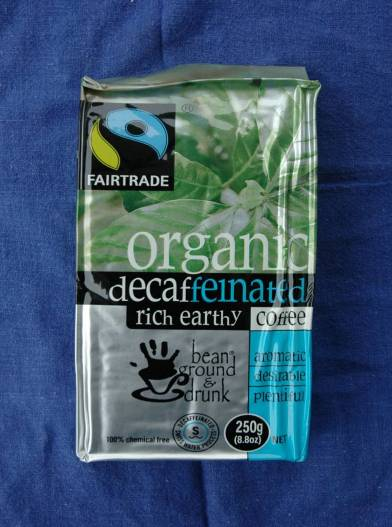 ®
FAIRTRADE
organic
decaffeinated
rich earthy coffee
bean
ground
&
drunk
aromatic
desirable
plentiful
100% chemical free
DECAFFEINATED
S
250g
(8.8oz)
NET